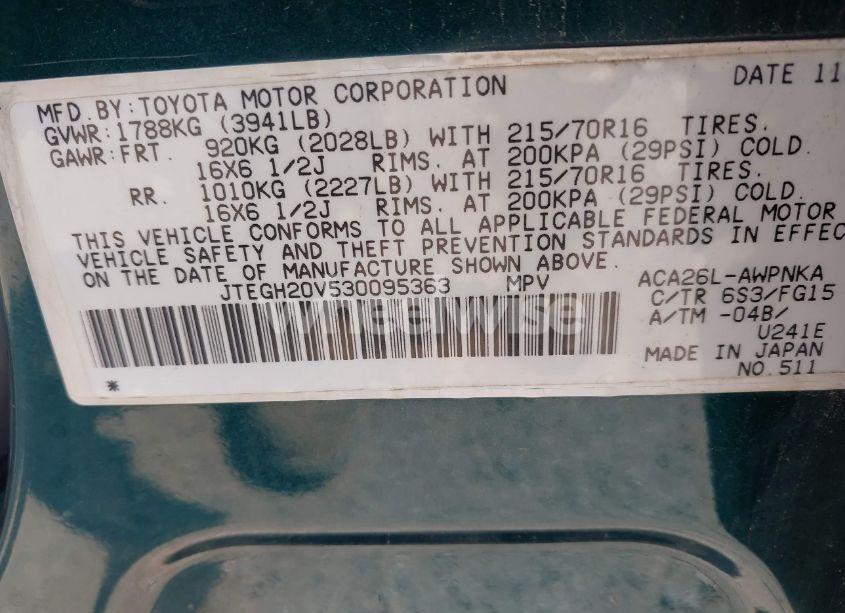 MFD.BY:TOYOTA MOTOR CORPORATION DATE 11
GVWR:1788KG (3941LB)
GAWR:FRT. 920KG (2028LB) WITH 215/70R16 TIRES.
16X6 1/2J RIMS. AT 200KPA (29PSI) COLD.
RR. 1010KG (2227LB) WITH 215/70R16 TIRES.
16X6 1/2J RIMS. AT 200KPA (29PSI) COLD.
THIS VEHICLE CONFORMS TO ALL APPLICABLE FEDERAL MOTOR
VEHICLE SAFETY AND THEFT PREVENTION STANDARDS IN EFFEC
ON THE DATE OF MANUFACTURE SHOWN ABOVE.
JTEGH20V530095363 MPV ACA26L-AWPNKA
C/TR 6S3/FG15
A/TM -04B/
U241E
MADE IN JAPAN
NO.511
*
wheelwise